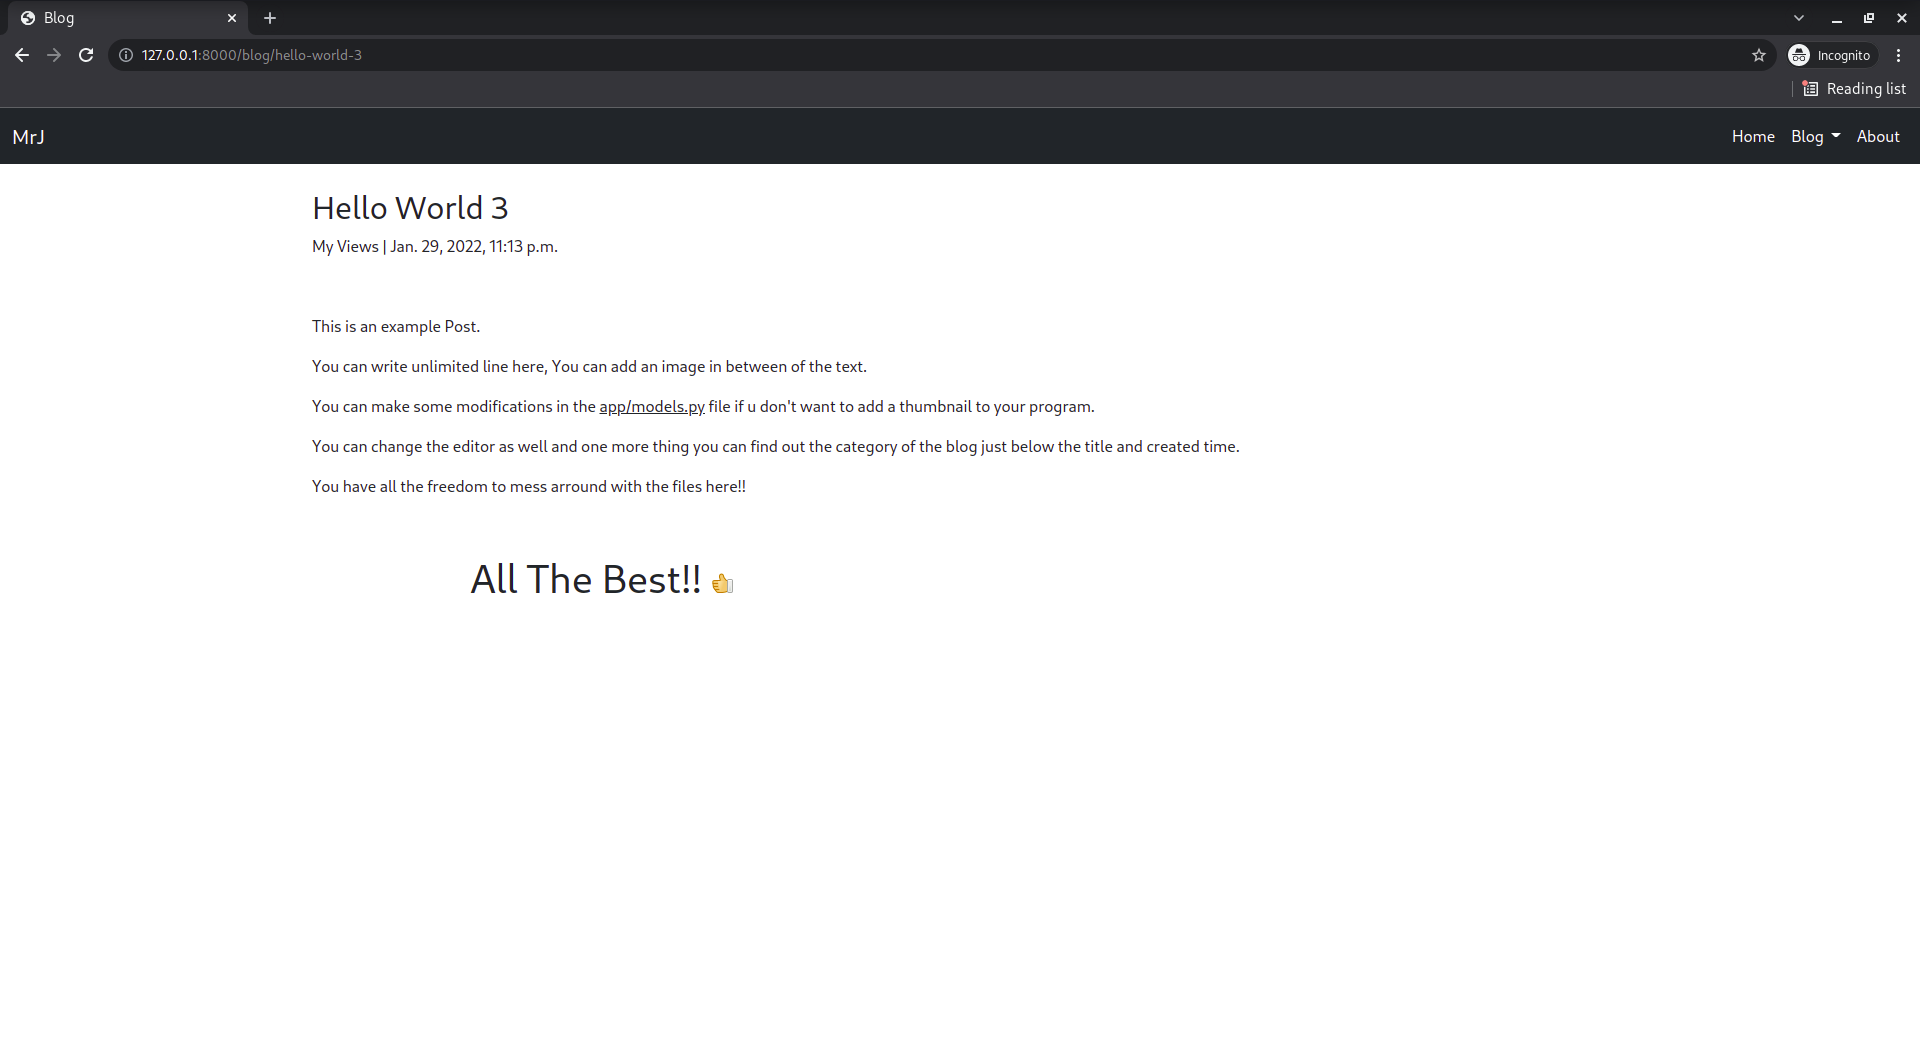 Blog
127.0.0.1:8000/blog/hello-world-3
Incognito
Reading list
MrJ
Home Blog About
Hello World 3
My Views | Jan. 29, 2022, 11:13 p.m.
This is an example Post.
You can write unlimited line here, You can add an image in between of the text.
You can make some modifications in the app/models.py file if u don't want to add a thumbnail to your program.
You can change the editor as well and one more thing you can find out the category of the blog just below the title and created time.
You have all the freedom to mess arround with the files here!!
All The Best!! 👍